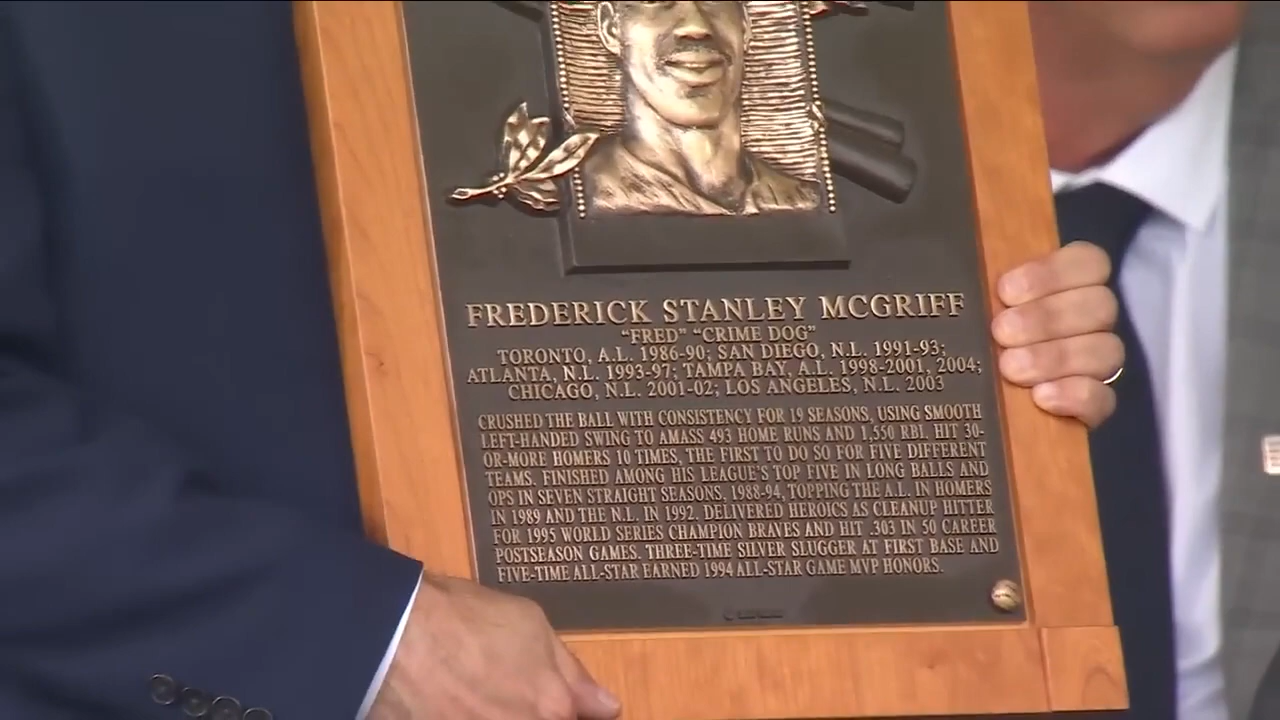 FREDERICK STANLEY MCGRIFF
"FRED" "CRIME DOG"
TORONTO, A.L. 1986-90; SAN DIEGO, N.L. 1991-93;
ATLANTA, N.L. 1993-97; TAMPA BAY, A.L. 1998-2001, 2004;
CHICAGO, N.L. 2001-02; LOS ANGELES, N.L. 2003
CRUSHED THE BALL WITH CONSISTENCY FOR 19 SEASONS, USING SMOOTH
LEFT-HANDED SWING TO AMASS 493 HOME RUNS AND 1,550 RBI. HIT 30-
OR-MORE HOMERS 10 TIMES, THE FIRST TO DO SO FOR FIVE DIFFERENT
TEAMS. FINISHED AMONG HIS LEAGUE'S TOP FIVE IN LONG BALLS AND
OPS IN SEVEN STRAIGHT SEASONS, 1988-94, TOPPING THE A.L. IN HOMERS
IN 1989 AND THE N.L. IN 1992. DELIVERED HEROICS AS CLEANUP HITTER
FOR 1995 WORLD SERIES CHAMPION BRAVES AND HIT .303 IN 50 CAREER
POSTSEASON GAMES. THREE-TIME SILVER SLUGGER AT FIRST BASE AND
FIVE-TIME ALL-STAR EARNED 1994 ALL-STAR GAME MVP HONORS.